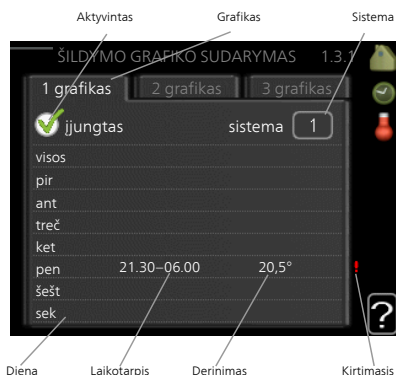 Aktyvintas Grafikas Sistema
ŠILDYMO GRAFIKO SUDARYMAS 1.3.1
1 grafikas 2 grafikas 3 grafikas
įjungtas sistema 1
visos
pir
ant
treč
ket
pen 21.30–06.00 20,5° !
šešt
sek
?
Diena Laikotarpis Derinimas Kirtimasis